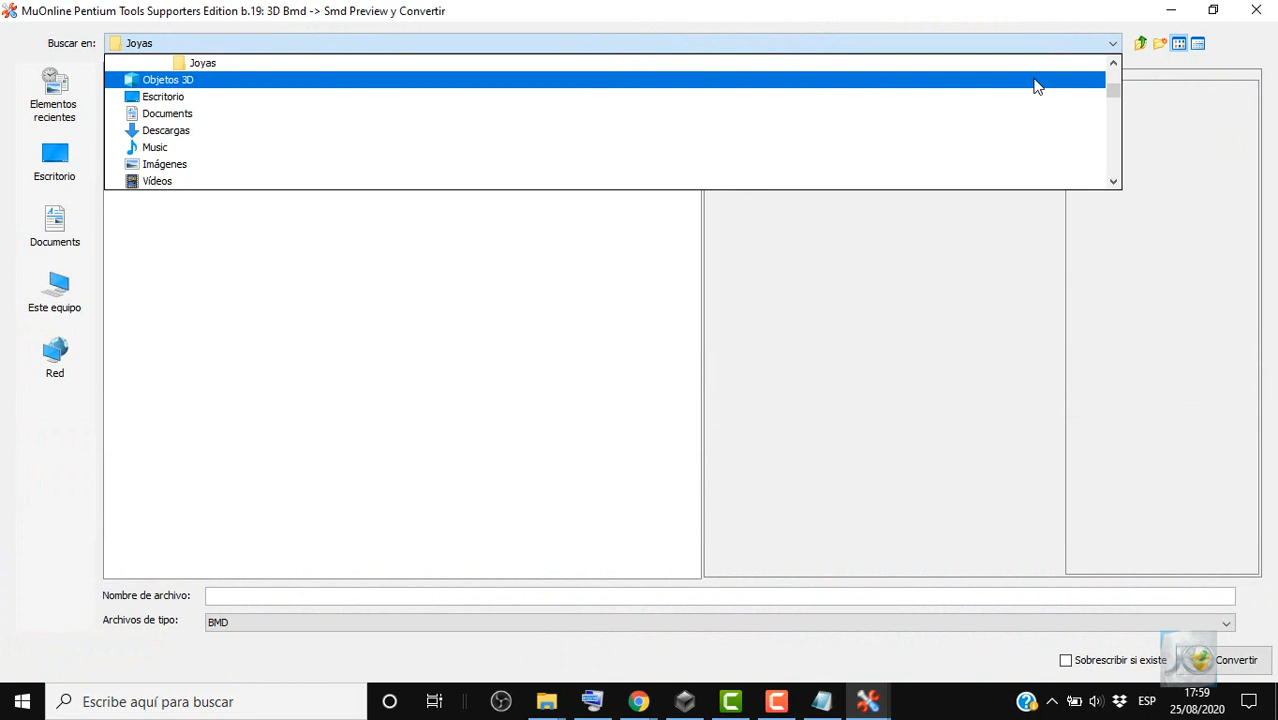 MuOnline Pentium Tools Supporters Edition b.19: 3D Bmd -> Smd Preview y Convertir
Buscar en:
Joyas
Joyas
Objetos 3D
Escritorio
Documents
Descargas
Music
Imágenes
Vídeos
Elementos
recientes
Escritorio
Documents
Este equipo
Red
Nombre de archivo:
Archivos de tipo:
BMD
Sobrescribir si existe
Convertir
Escribe aquí para buscar
ESP
17:59
25/08/2020